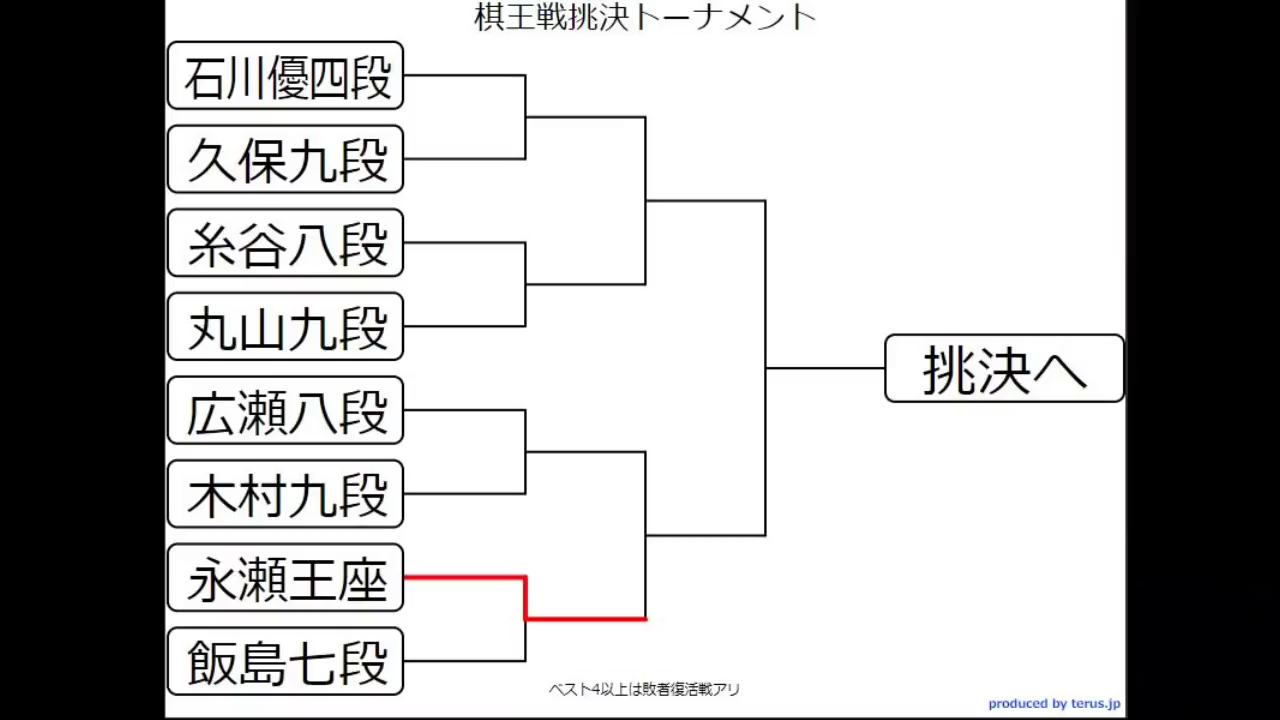 棋王戦挑決トーナメント
石川優四段
久保九段
糸谷八段
丸山九段
広瀬八段
木村九段
永瀬王座
飯島七段
挑決へ
ベスト4以上は敗者復活戦アリ
produced by terus.jp